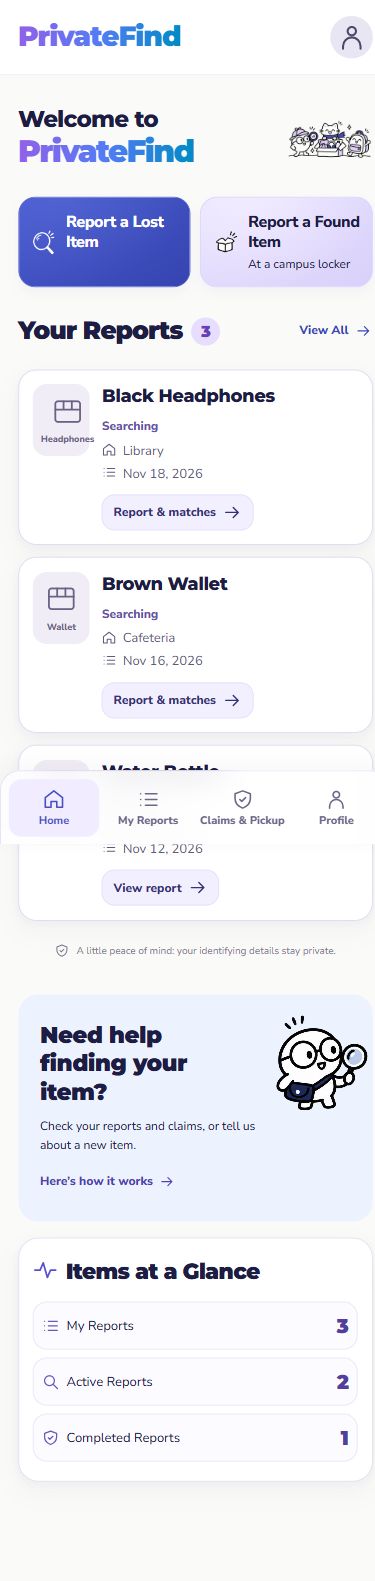 PrivateFind
Welcome to
PrivateFind
Report a Lost
Item
Report a Found
Item
At a campus locker
Your Reports 3
View All
Black Headphones
Headphones
Searching
Library
Nov 18, 2026
Report & matches
Brown Wallet
Wallet
Searching
Cafeteria
Nov 16, 2026
Report & matches
Water Bottle
Home
My Reports
Claims & Pickup
Profile
Nov 12, 2026
View report
A little peace of mind: your identifying details stay private.
Need help
finding your
item?
Check your reports and claims, or tell us
about a new item.
Here's how it works
Items at a Glance
My Reports 3
Active Reports 2
Completed Reports 1